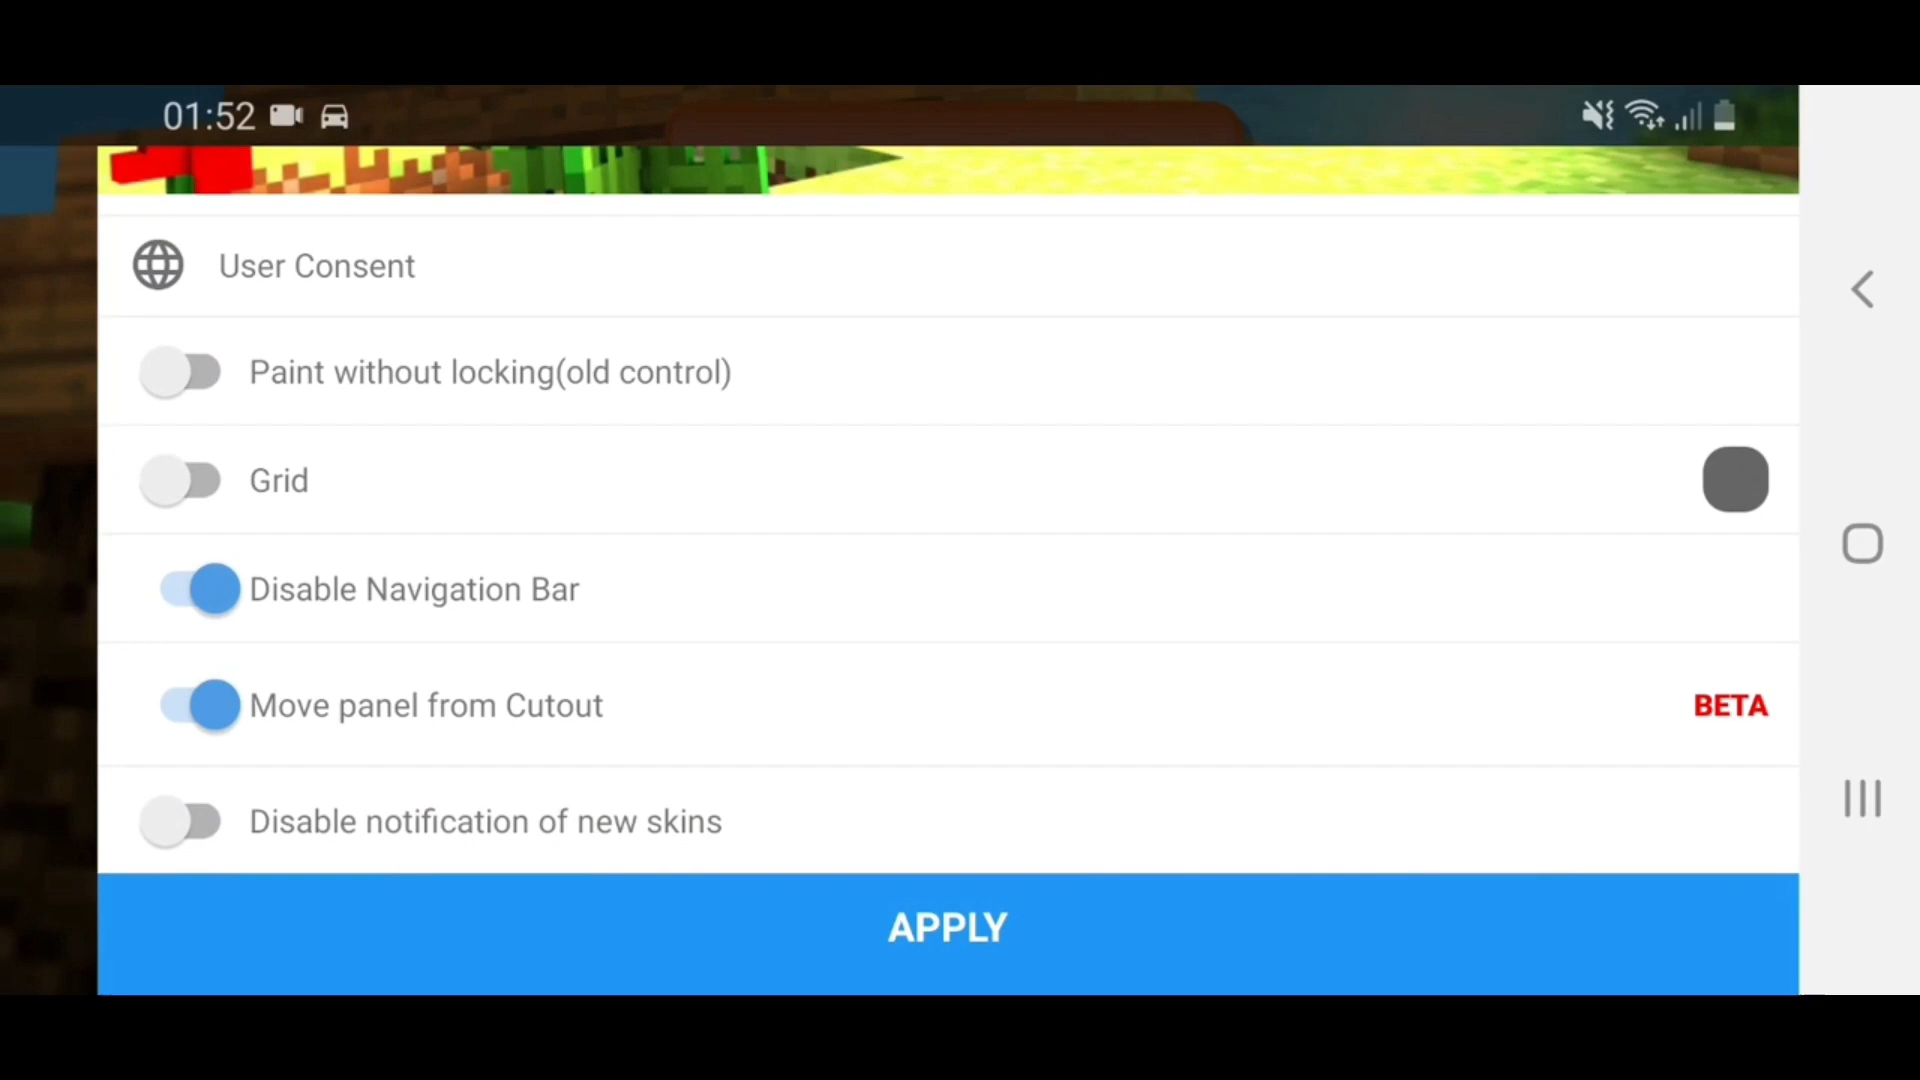 01:52
User Consent
Paint without locking(old control)
Grid
Disable Navigation Bar
Move panel from Cutout
BETA
Disable notification of new skins
APPLY